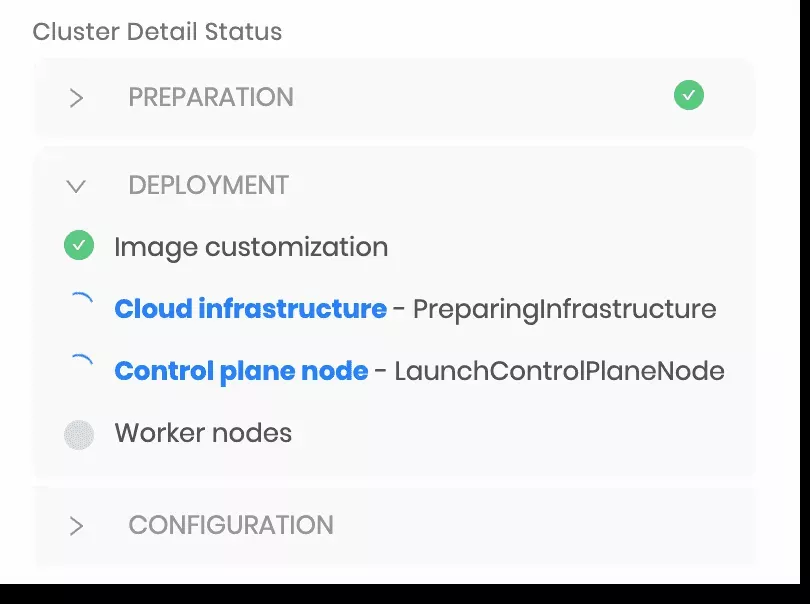 Cluster Detail Status
PREPARATION
DEPLOYMENT
Image customization
Cloud infrastructure - PreparingInfrastructure
Control plane node - LaunchControlPlaneNode
Worker nodes
CONFIGURATION